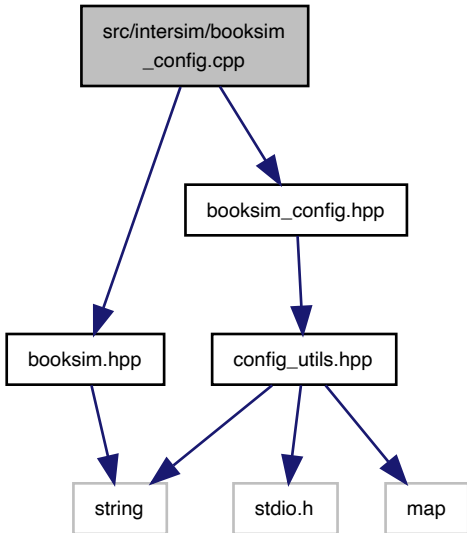 src/intersim/booksim
_config.cpp
booksim_config.hpp
booksim.hpp
config_utils.hpp
string
stdio.h
map